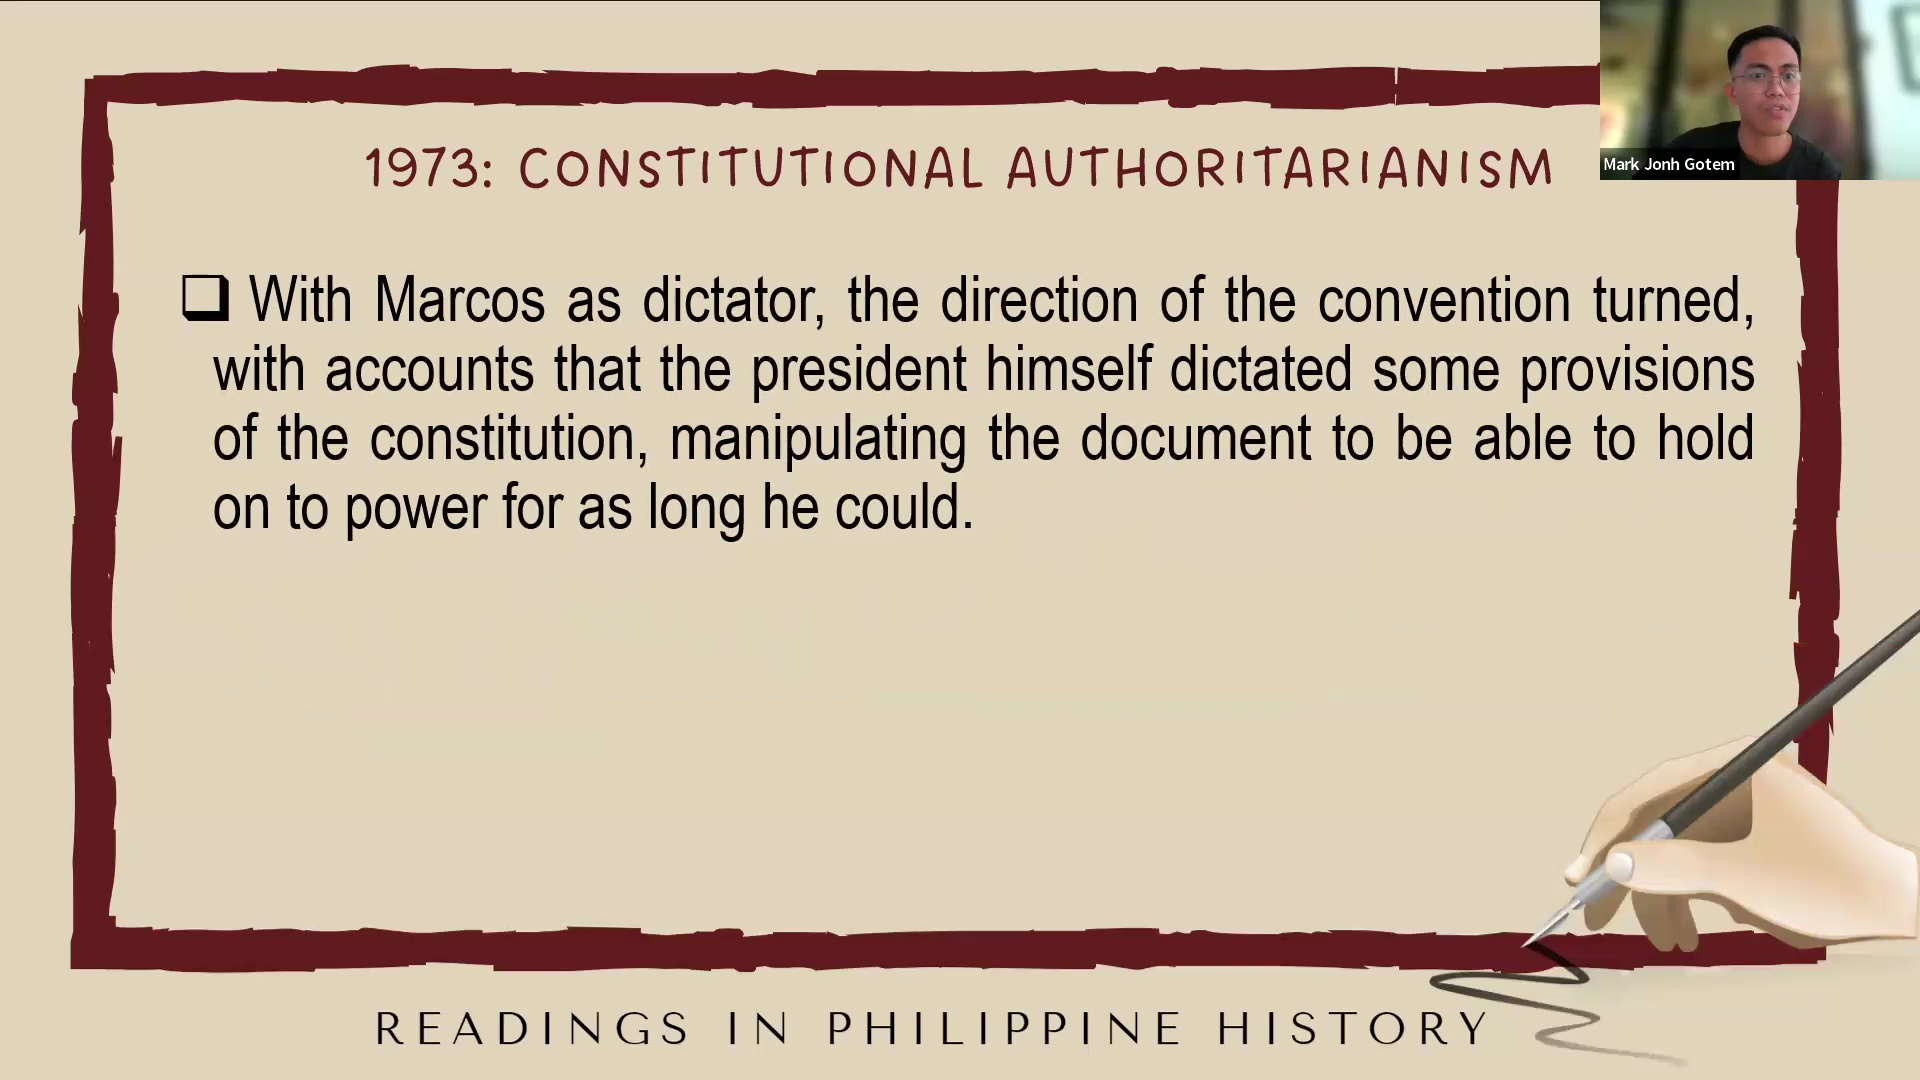 1973: CONSTITUTIONAL AUTHORITARIANISM
Mark Jonh Gotem
With Marcos as dictator, the direction of the convention turned,
with accounts that the president himself dictated some provisions
of the constitution, manipulating the document to be able to hold
on to power for as long he could.
READINGS IN PHILIPPINE HISTORY